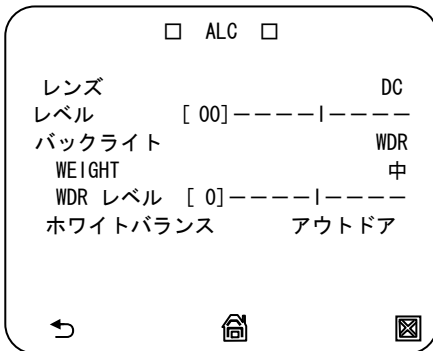 □ ALC □
レンズ DC
レベル [ 00]－－－－I－－－－
バックライト WDR
WEIGHT 中
WDR レベル [ 0]－－－－I－－－－
ホワイトバランス アウトドア